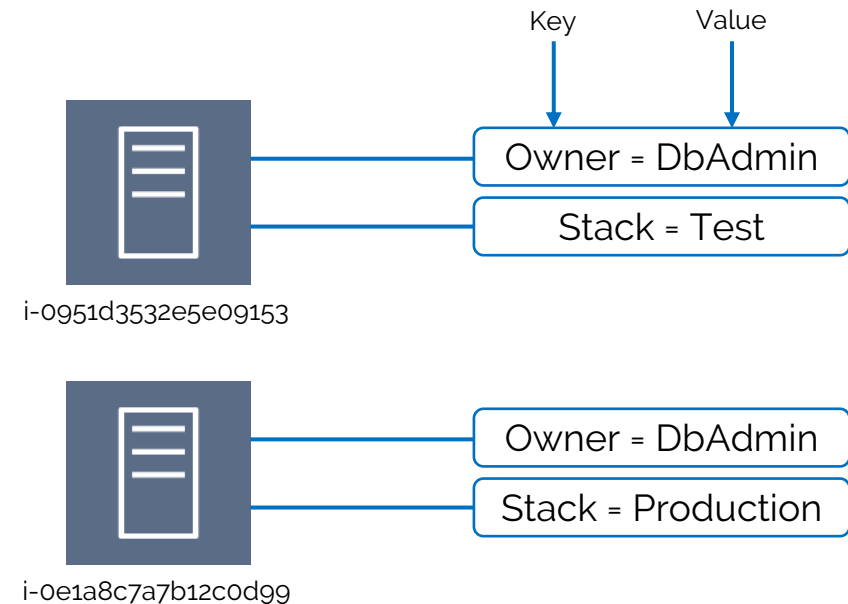 Key Value
Owner = DbAdmin
Stack = Test
i-0951d3532e5e09153
Owner = DbAdmin
Stack = Production
i-0e1a8c7a7b12c0d99